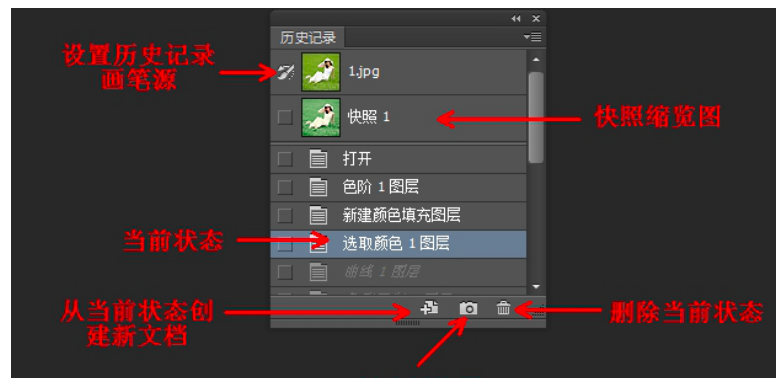 历史记录
设置历史记录
画笔源
1.jpg
快照 1
快照缩览图
打开
色阶 1 图层
新建颜色填充图层
当前状态
选取颜色 1 图层
曲线 1 图层
从当前状态创
建新文档
删除当前状态